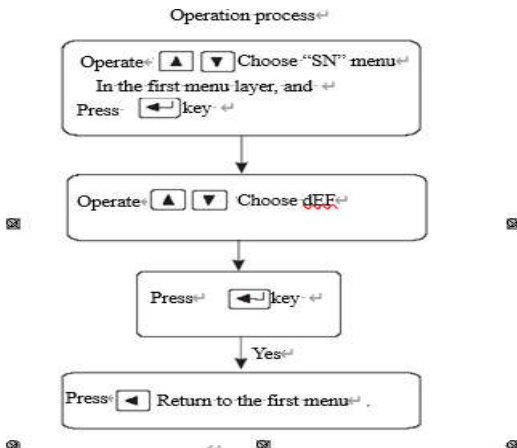 Operation process
Operate ▲ ▼ Choose “SN” menu
In the first menu layer, and
Press ↵ key
Operate ▲ ▼ Choose dEF
Press ↵ key
Yes
Press ◄ Return to the first menu .